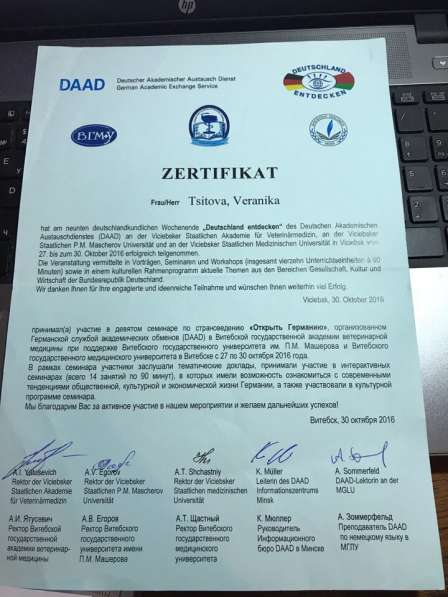 hp
DAAD
Deutscher Akademischer Austausch Dienst
German Academic Exchange Service
DEUTSCHLAND
ENTDECKEN
ВГМУ
ZERTIFIKAT
Frau/Herr Tsitova, Veranika
hat am neunten deutschlandkundlichen Wochenende „Deutschland entdecken" des Deutschen Akademischen
Austauschdienstes (DAAD) an der Viciebsker Staatlichen Akademie für Veterinärmedizin, an der Viciebsker
Staatlichen P.M. Mascherov Universität und an der Viciebsker Staatlichen Medizinischen Universität in Viciebsk vom
27. bis zum 30. Oktober 2016 erfolgreich teilgenommen.
Die Veranstaltung vermittelte in Vorträgen, Seminaren und Workshops (insgesamt vierzehn Unterrichtseinheiten à 90
Minuten) sowie in einem kulturellen Rahmenprogramm aktuelle Themen aus den Bereichen Gesellschaft, Kultur und
Wirtschaft der Bundesrepublik Deutschland.
Wir danken Ihnen für Ihre engagierte und ideenreiche Teilnahme und wünschen Ihnen weiterhin viel Erfolg.
Viciebsk, 30. Oktober 2016
принимал(а) участие в девятом семинаре по страноведению «Открыть Германию», организованном
Германской службой академических обменов (DAAD) в Витебской государственной академии ветеринарной
медицины при поддержке Витебского государственного университета им. П.М. Машерова и Витебского
государственного медицинского университета в Витебске с 27 по 30 октября 2016 года.
В рамках семинара участники заслушали тематические доклады, принимали участие в интерактивных
семинарах (всего 14 занятий по 90 минут), в которых имели возможность ознакомиться с современными
тенденциями общественной, культурной и экономической жизни Германии, а также участвовали в культурной
программе семинара.
Мы благодарим Вас за активное участие в нашем мероприятии и желаем дальнейших успехов!
Витебск, 30 октября 2016
A.I. Yatusevich A.V. Egorov A.T. Shchastniy K. Müller A. Sommerfeld
Rektor der Viciebsker Rektor der Viciebsker Rektor der Viciebsker Leiterin des DAAD DAAD-Lektorin an der
Staatlichen Akademie Staatlichen P.M. Mascherov Staatlichen medizinischen Informationszentrums MGLU
für Veterinärmedizin Universität Universität Minsk
А.И. Ятусевич А.В. Егоров А.Т. Щастный К. Мюллер А. Зоммерфельд
Ректор Витебской Ректор Витебского Ректор Витебского Руководитель Преподаватель DAAD
государственной государственного государственного Информационного по немецкому языку в
академии ветеринар- университета имени медицинского бюро DAAD в Минске МГЛУ
ной медицины П.М. Машерова университета